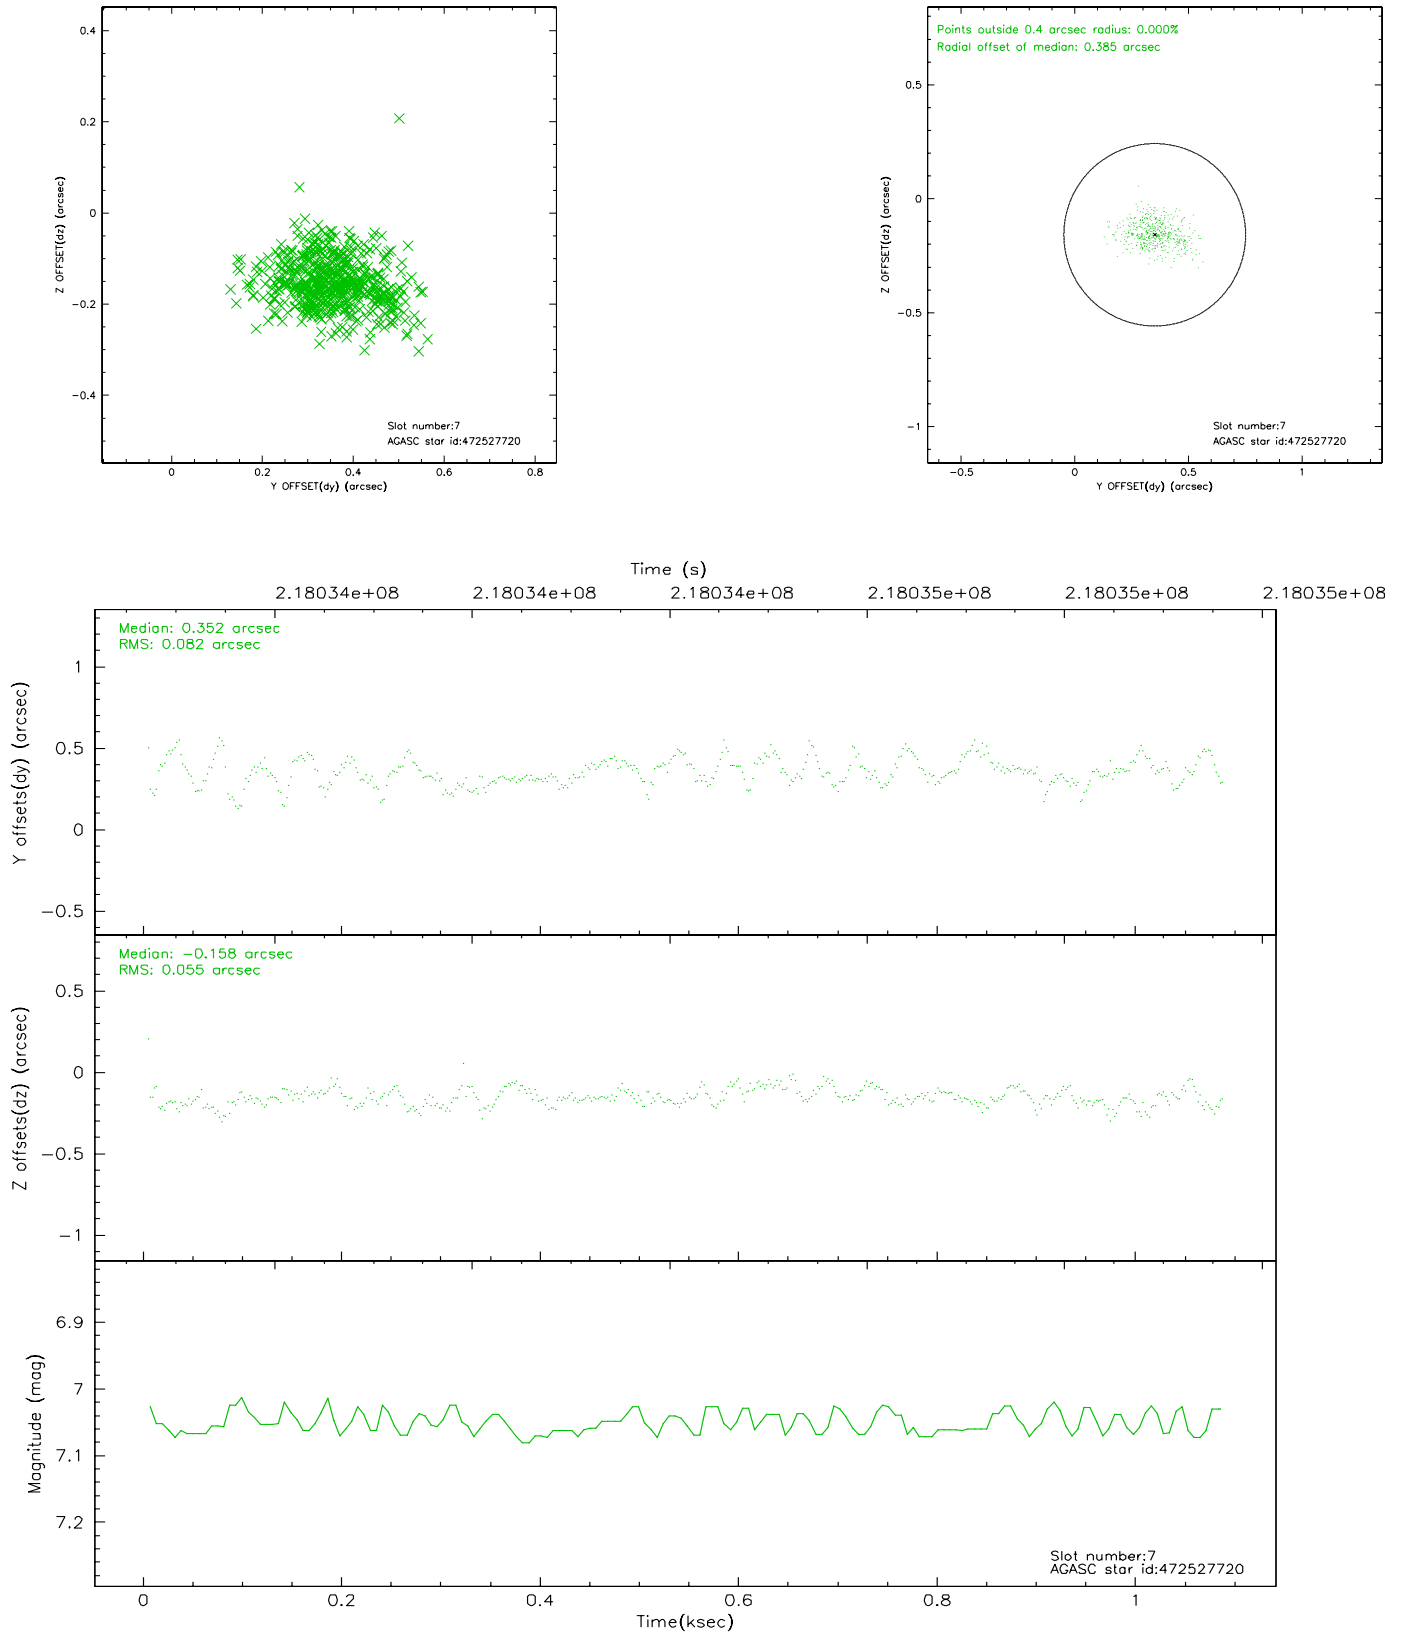 0.4
0.2
0
−0.2
−0.4
Z OFFSET(dz) (arcsec)
Slot number:7
AGASC star id:472527720
0 0.2 0.4 0.6 0.8
Y OFFSET(dy) (arcsec)
Points outside 0.4 arcsec radius: 0.000%
Radial offset of median: 0.385 arcsec
0.5
0
−0.5
−1
Z OFFSET(dz) (arcsec)
Slot number:7
AGASC star id:472527720
−0.5 0 0.5 1
Y OFFSET(dy) (arcsec)
Time (s)
2.18034e+08 2.18034e+08 2.18034e+08 2.18035e+08 2.18035e+08 2.18035e+08
Median: 0.352 arcsec
RMS: 0.082 arcsec
1
0.5
0
−0.5
Y offsets(dy) (arcsec)
Median: −0.158 arcsec
RMS: 0.055 arcsec
0.5
0
−0.5
−1
Z offsets(dz) (arcsec)
6.9
7
7.1
7.2
Magnitude (mag)
Slot number:7
AGASC star id:472527720
0 0.2 0.4 0.6 0.8 1
Time(ksec)